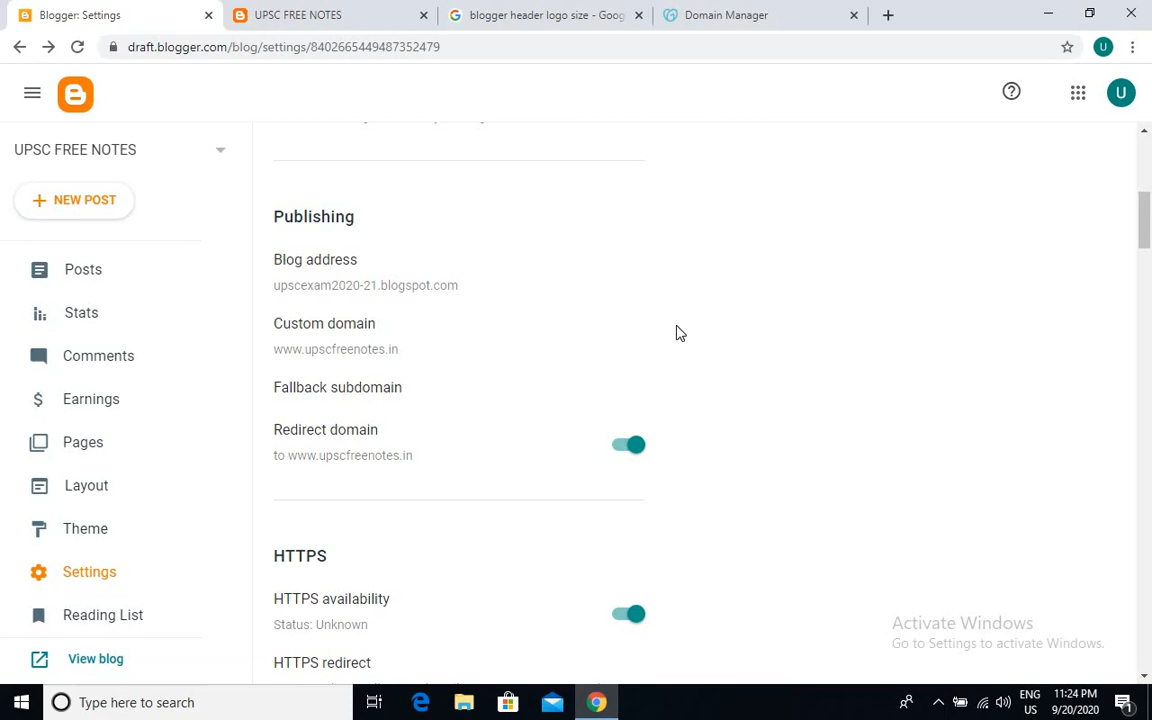 Blogger: Settings
UPSC FREE NOTES
blogger header logo size - Goog
Domain Manager
draft.blogger.com/blog/settings/8402665449487352479
U
U
UPSC FREE NOTES
NEW POST
Posts
Stats
Comments
Earnings
Pages
Layout
Theme
Settings
Reading List
View blog
Publishing
Blog address
upscexam2020-21.blogspot.com
Custom domain
www.upscfreenotes.in
Fallback subdomain
Redirect domain
to www.upscfreenotes.in
HTTPS
HTTPS availability
Status: Unknown
HTTPS redirect
Activate Windows
Go to Settings to activate Windows.
Type here to search
ENG
US
11:24 PM
9/20/2020
1